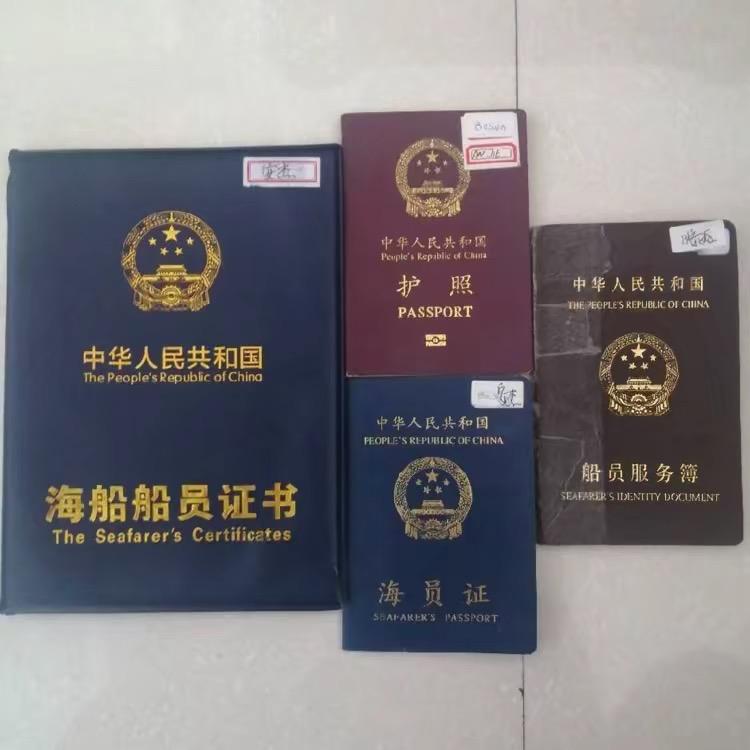 中华人民共和国
The People's Republic of China
海船船员证书
The Seafarer's Certificates
Bosun
中华人民共和国
People's Republic of China
护照
PASSPORT
中华人民共和国
PEOPLE'S REPUBLIC OF CHINA
海员证
SEAFARER'S PASSPORT
中华人民共和国
THE PEOPLE'S REPUBLIC OF CHINA
船员服务簿
SEAFARER'S IDENTITY DOCUMENT